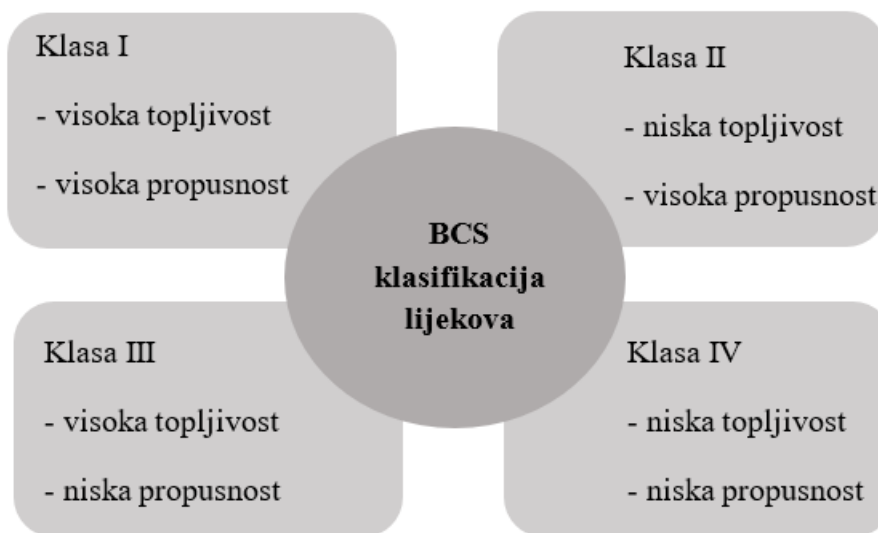 Klasa I
- visoka topljivost
- visoka propusnost
Klasa II
- niska topljivost
- visoka propusnost
BCS
klasifikacija
lijekova
Klasa III
- visoka topljivost
- niska propusnost
Klasa IV
- niska topljivost
- niska propusnost